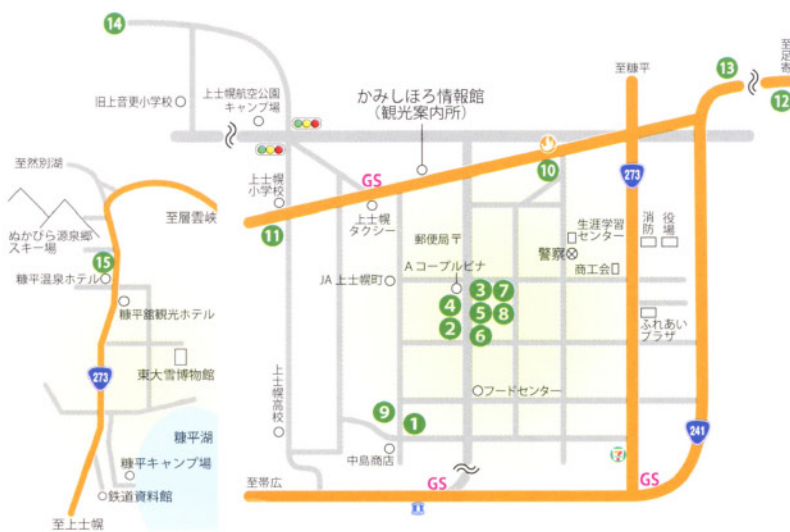 14
旧上音更小学校
上士幌航空公園
キャンプ場
かみしほろ情報館
（観光案内所）
至糠平
13
至足寄
12
至然別湖
至層雲峡
ぬかびら源泉郷
スキー場
15
糠平温泉ホテル
糠平舘観光ホテル
273
東大雪博物館
糠平湖
糠平キャンプ場
鉄道資料館
至上士幌
上士幌
小学校
11
GS
上士幌
タクシー
10
273
郵便局〒
生涯学習
センター
消防
役場
警察
商工会
JA上士幌町
Aコープルピナ
3
7
4
5
8
2
6
ふれあい
プラザ
上士幌高校
フードセンター
9
1
中島商店
241
7
GS
GS
至帯広